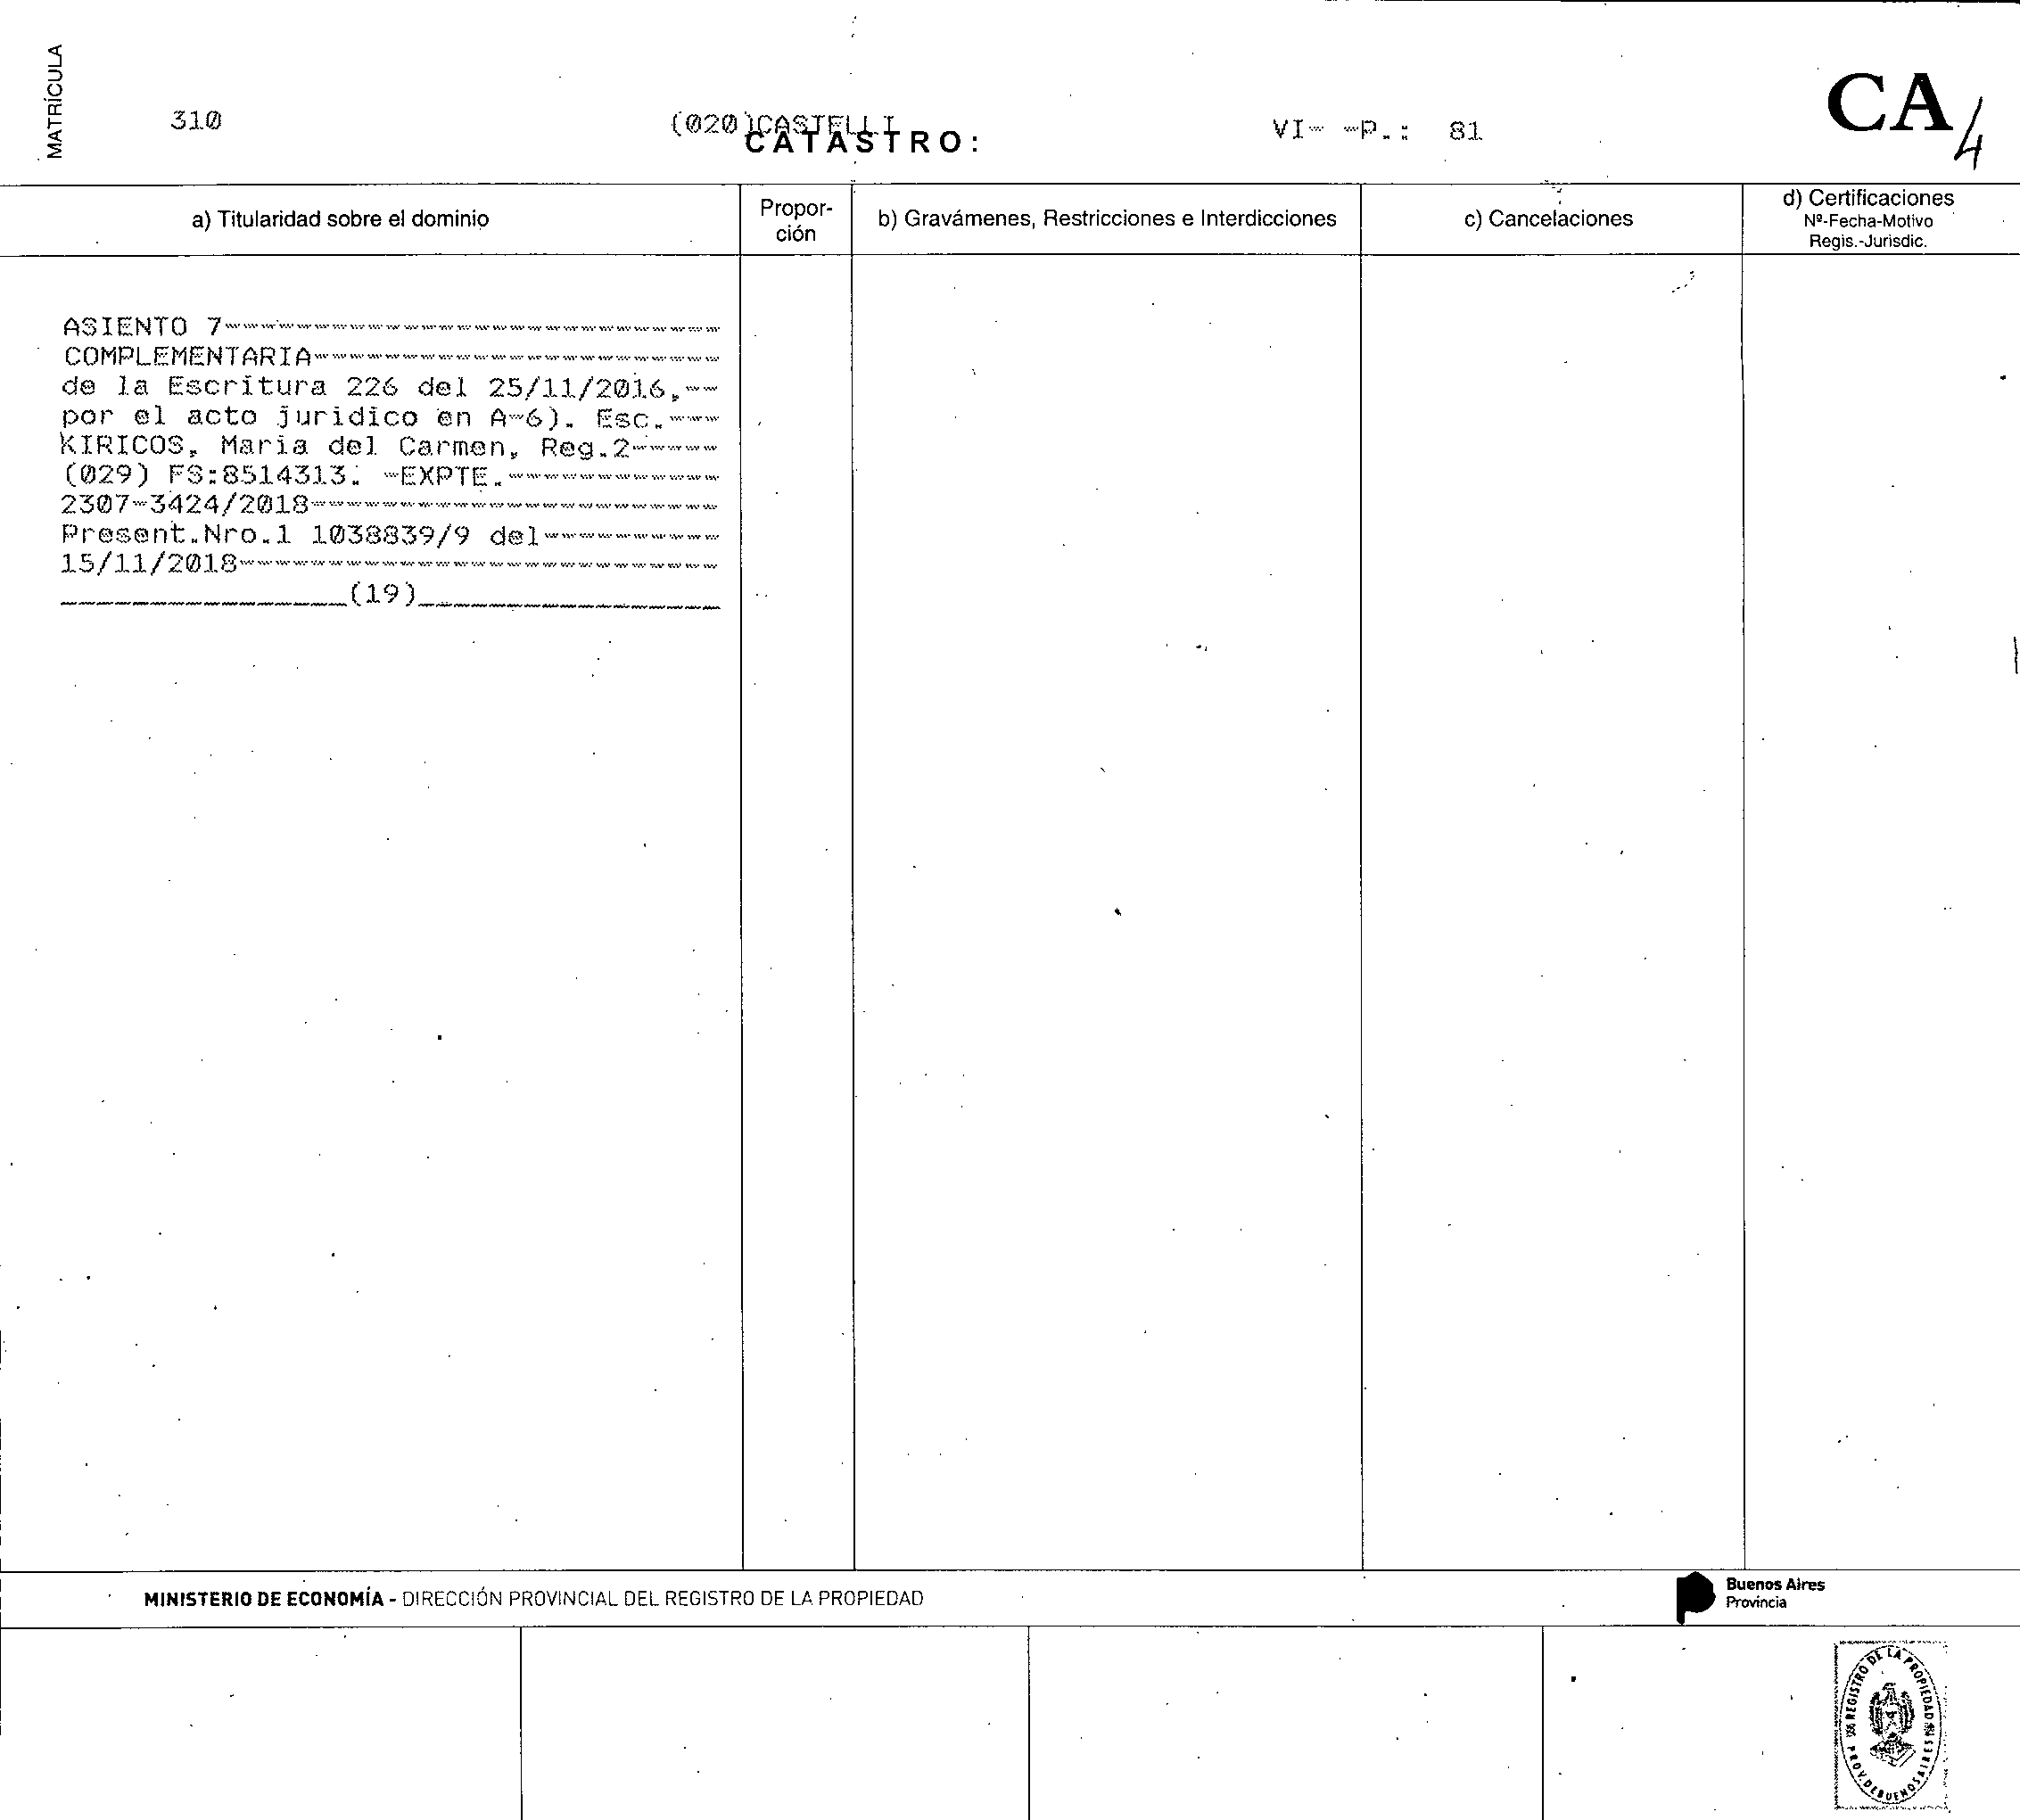 MATRÍCULA
310
(020)CASTELLI
CATASTRO:
VI- -P.: 81
CA
4
a) Titularidad sobre el dominio
Propor-
ción
b) Gravámenes, Restricciones e Interdicciones
c) Cancelaciones
d) Certificaciones
Nº-Fecha-Motivo
Regis.-Jurisdic.
ASIENTO 7----------------------------
COMPLEMENTARIA-----------------------
de la Escritura 226 del 25/11/2016,--
por el acto juridico en A-6). Esc.---
KIRICOS, Maria del Carmen, Reg.2-----
(029) FS:8514313. -EXPTE.------------
2307-3424/2018-----------------------
Present.Nro.1 1038839/9 del----------
15/11/2018---------------------------
________________(19)_________________
MINISTERIO DE ECONOMÍA - DIRECCIÓN PROVINCIAL DEL REGISTRO DE LA PROPIEDAD
Buenos Aires
Provincia
REGISTRO DE LA PROPIEDAD
PROV. DE BUENOS AIRES